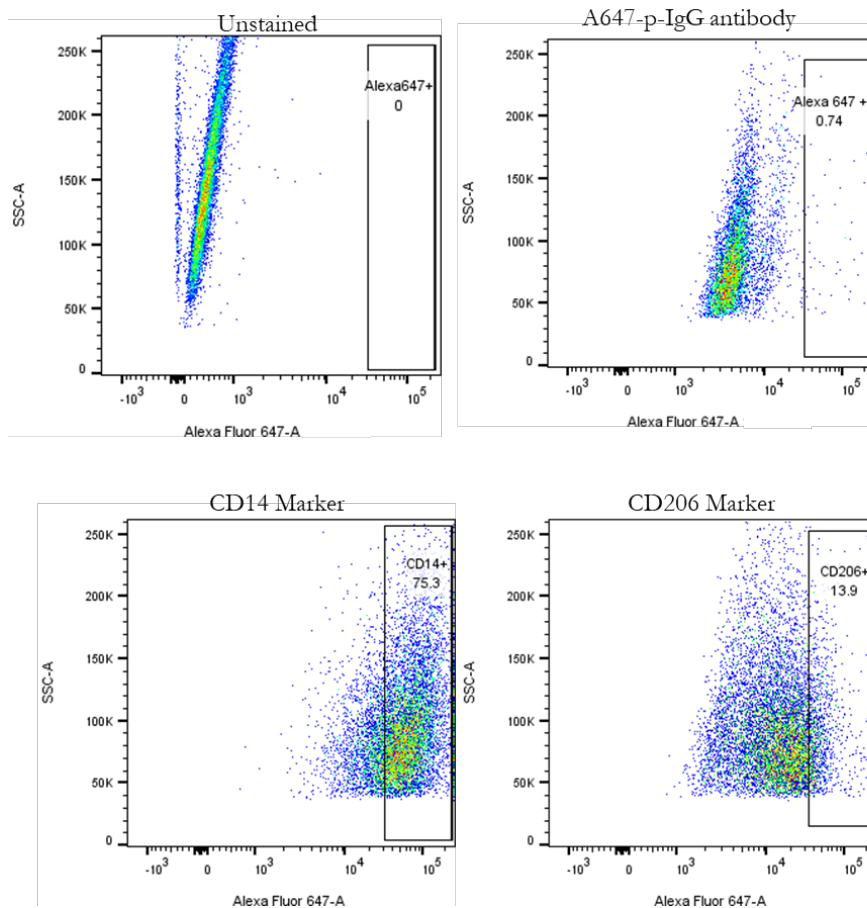 Unstained
250K
200K
150K
100K
50K
0
SSC-A
Alexa647+
0
-10³ 0 10³ 10⁴ 10⁵
Alexa Fluor 647-A
A647-p-IgG antibody
250K
200K
150K
100K
50K
0
SSC-A
Alexa 647 +
0.74
-10³ 0 10³ 10⁴ 10⁵
Alexa Fluor 647-A
CD14 Marker
250K
200K
150K
100K
50K
0
SSC-A
CD14+
75.3
-10³ 0 10³ 10⁴ 10⁵
Alexa Fluor 647-A
CD206 Marker
250K
200K
150K
100K
50K
0
SSC-A
CD206+
13.9
-10³ 0 10³ 10⁴ 10⁵
Alexa Fluor 647-A